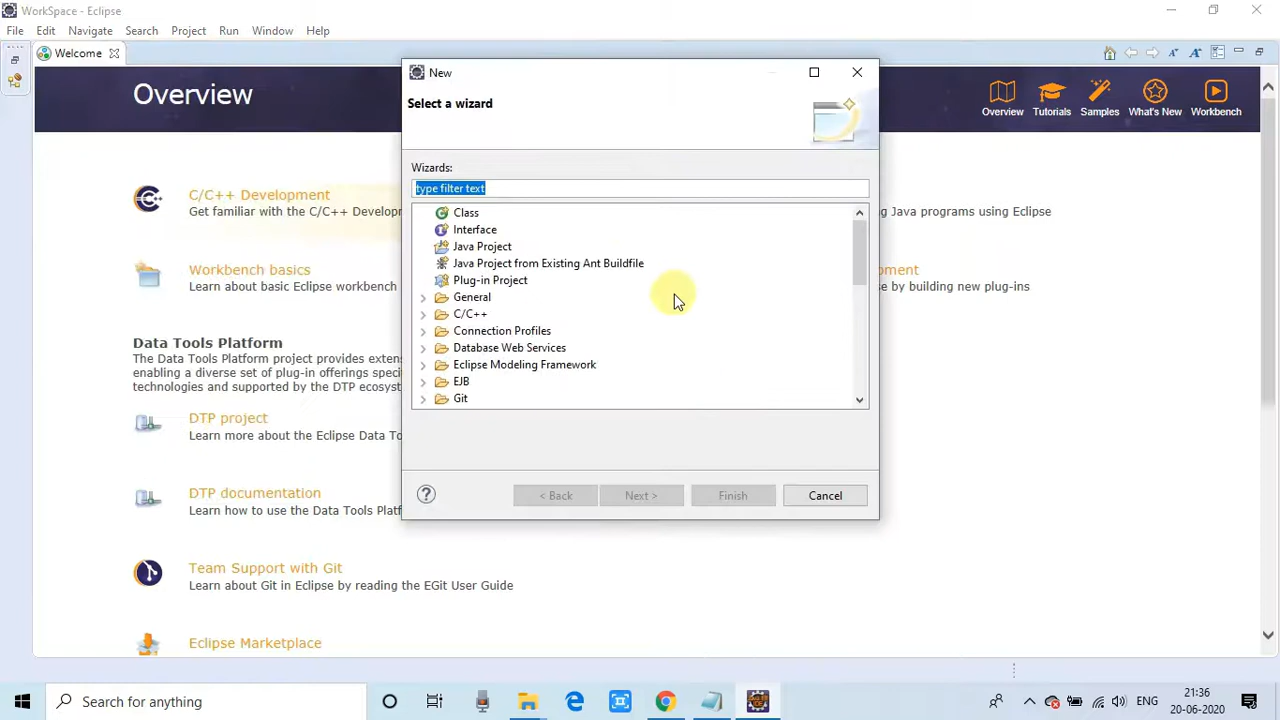 WorkSpace - Eclipse
File Edit Navigate Search Project Run Window Help
Welcome
Overview
Overview Tutorials Samples What's New Workbench
C/C++ Development
Get familiar with the C/C++ Develop
g Java programs using Eclipse
Workbench basics
Learn about basic Eclipse workbench
opment
se by building new plug-ins
Data Tools Platform
The Data Tools Platform project provides exten
enabling a diverse set of plug-in offerings speci
technologies and supported by the DTP ecosyst
DTP project
Learn more about the Eclipse Data To
DTP documentation
Learn how to use the Data Tools Platf
Team Support with Git
Learn about Git in Eclipse by reading the EGit User Guide
Eclipse Marketplace
New
Select a wizard
Wizards:
type filter text
Class
Interface
Java Project
Java Project from Existing Ant Buildfile
Plug-in Project
General
C/C++
Connection Profiles
Database Web Services
Eclipse Modeling Framework
EJB
Git
< Back Next > Finish Cancel
Search for anything
ENG
21:36
20-06-2020